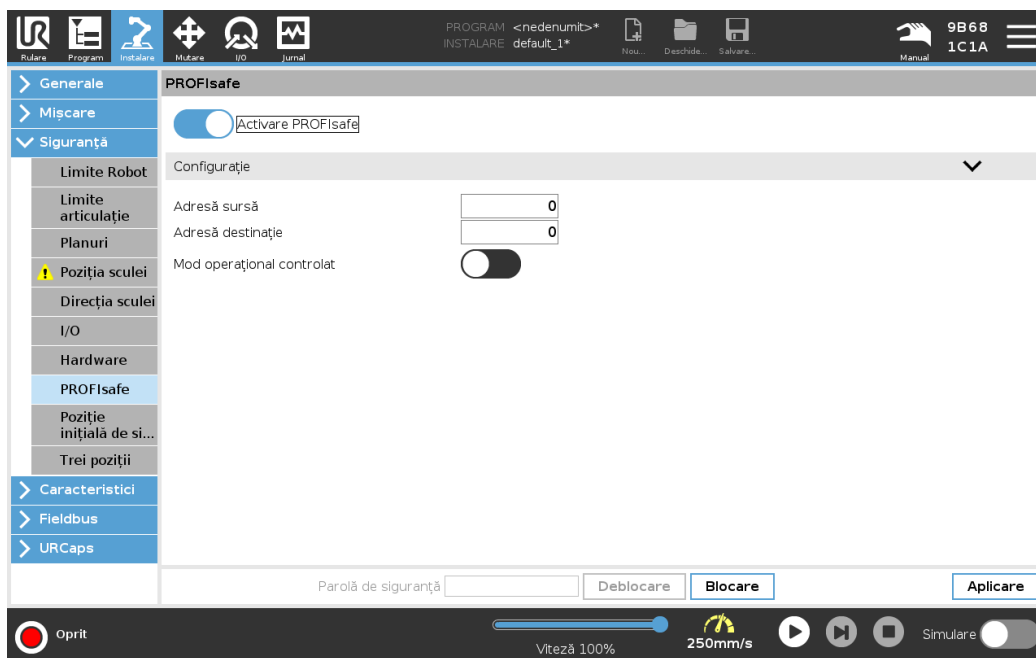 UR
Rulare
Program
Instalare
Mutare
I/O
Jurnal
PROGRAM <nedenumit>*
INSTALARE default_1*
Nou...
Deschide...
Salvare...
Manual
9B68
1C1A
Generale
Mișcare
Siguranță
Limite Robot
Limite
articulație
Planuri
Poziția sculei
Direcția sculei
I/O
Hardware
PROFIsafe
Poziție
inițială de si...
Trei poziții
Caracteristici
Fieldbus
URCaps
PROFIsafe
Activare PROFIsafe
Configurație
Adresă sursă 0
Adresă destinație 0
Mod operațional controlat
Parolă de siguranță
Deblocare
Blocare
Aplicare
Oprit
Viteză 100%
250mm/s
Simulare